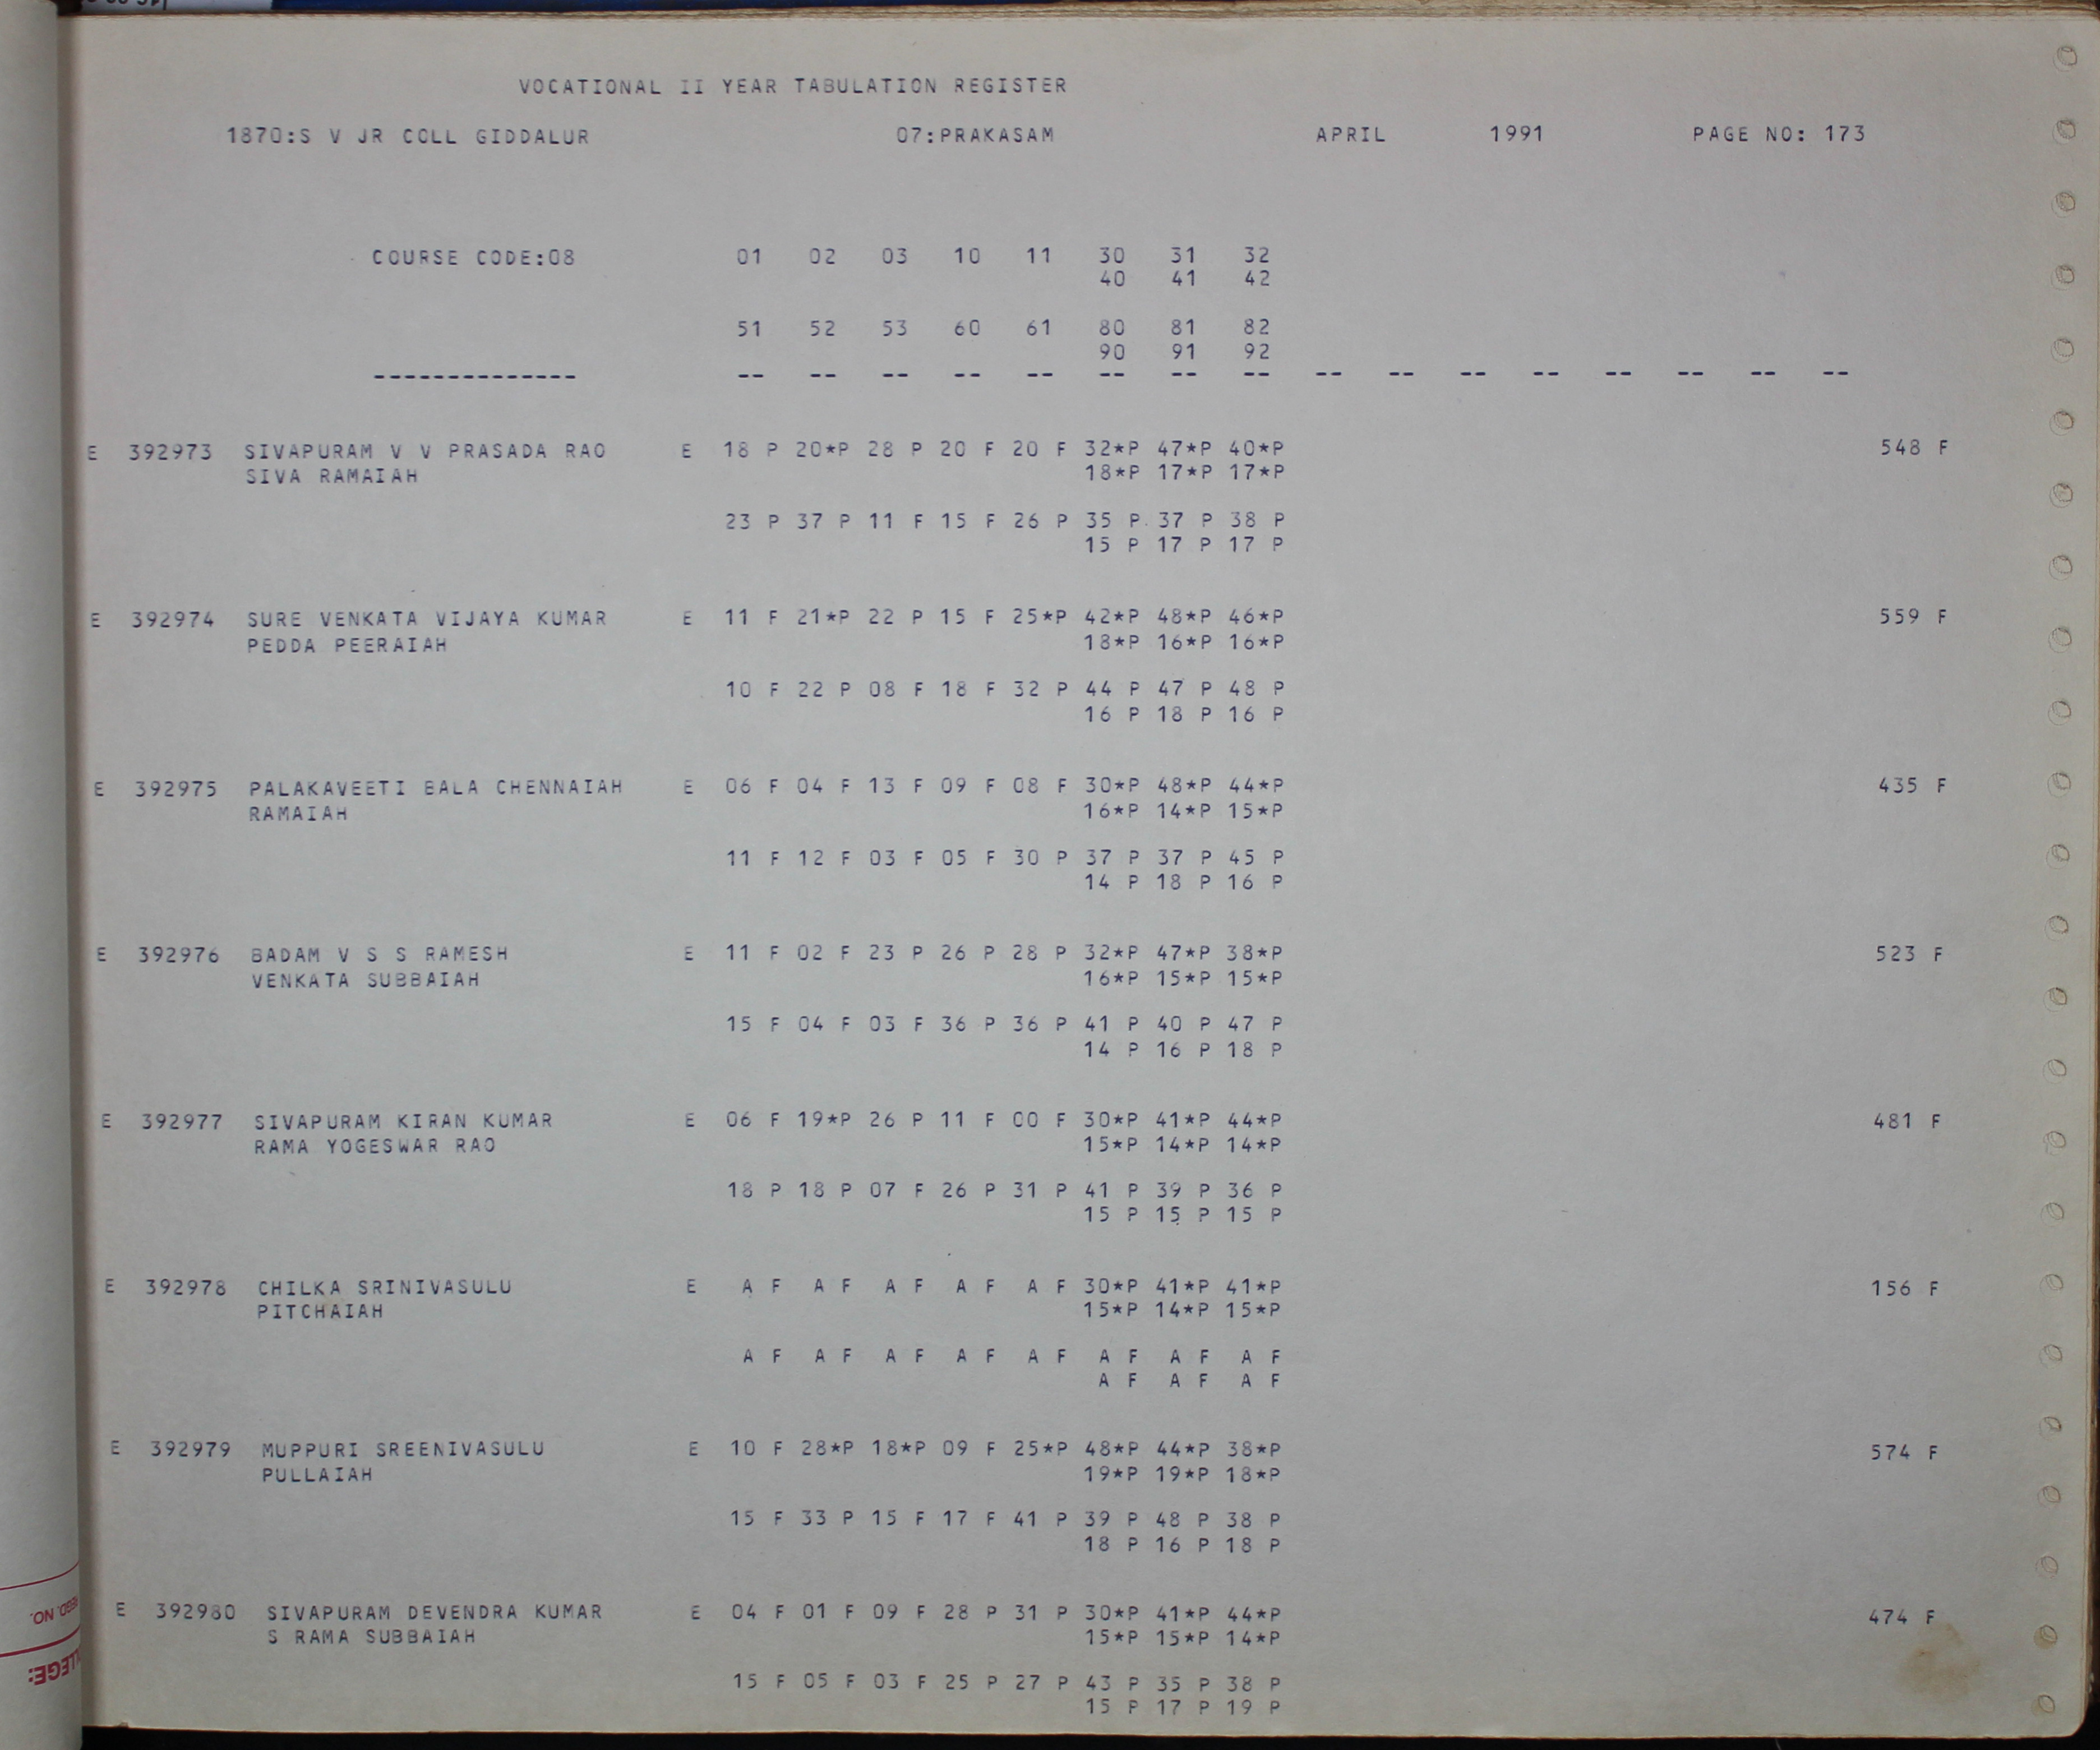 VOCATIONAL II YEAR TABULATION REGISTER
1870:S V JR COLL GIDDALUR 07:PRAKASAM APRIL 1991 PAGE NO: 173
COURSE CODE:08 01 02 03 10 11 30 31 32
40 41 42
51 52 53 60 61 80 81 82
90 91 92
-------------- -- -- -- -- -- -- -- -- -- -- -- -- -- -- -- --
E 392973 SIVAPURAM V V PRASADA RAO E 18 P 20*P 28 P 20 F 20 F 32*P 47*P 40*P 548 F
SIVA RAMAIAH 18*P 17*P 17*P
23 P 37 P 11 F 15 F 26 P 35 P 37 P 38 P
15 P 17 P 17 P
E 392974 SURE VENKATA VIJAYA KUMAR E 11 F 21*P 22 P 15 F 25*P 42*P 48*P 46*P 559 F
PEDDA PEERAIAH 18*P 16*P 16*P
10 F 22 P 08 F 18 F 32 P 44 P 47 P 48 P
16 P 18 P 16 P
E 392975 PALAKAVEETI BALA CHENNAIAH E 06 F 04 F 13 F 09 F 08 F 30*P 48*P 44*P 435 F
RAMAIAH 16*P 14*P 15*P
11 F 12 F 03 F 05 F 30 P 37 P 37 P 45 P
14 P 18 P 16 P
E 392976 BADAM V S S RAMESH E 11 F 02 F 23 P 26 P 28 P 32*P 47*P 38*P 523 F
VENKATA SUBBAIAH 16*P 15*P 15*P
15 F 04 F 03 F 36 P 36 P 41 P 40 P 47 P
14 P 16 P 18 P
E 392977 SIVAPURAM KIRAN KUMAR E 06 F 19*P 26 P 11 F 00 F 30*P 41*P 44*P 481 F
RAMA YOGESWAR RAO 15*P 14*P 14*P
18 P 18 P 07 F 26 P 31 P 41 P 39 P 36 P
15 P 15 P 15 P
E 392978 CHILKA SRINIVASULU E A F A F A F A F A F 30*P 41*P 41*P 156 F
PITCHAIAH 15*P 14*P 15*P
A F A F A F A F A F A F A F A F
A F A F A F
E 392979 MUPPURI SREENIVASULU E 10 F 28*P 18*P 09 F 25*P 48*P 44*P 38*P 574 F
PULLAIAH 19*P 19*P 18*P
15 F 33 P 15 F 17 F 41 P 39 P 48 P 38 P
18 P 16 P 18 P
E 392980 SIVAPURAM DEVENDRA KUMAR E 04 F 01 F 09 F 28 P 31 P 30*P 41*P 44*P 474 F
S RAMA SUBBAIAH 15*P 15*P 14*P
15 F 05 F 03 F 25 P 27 P 43 P 35 P 38 P
15 P 17 P 19 P